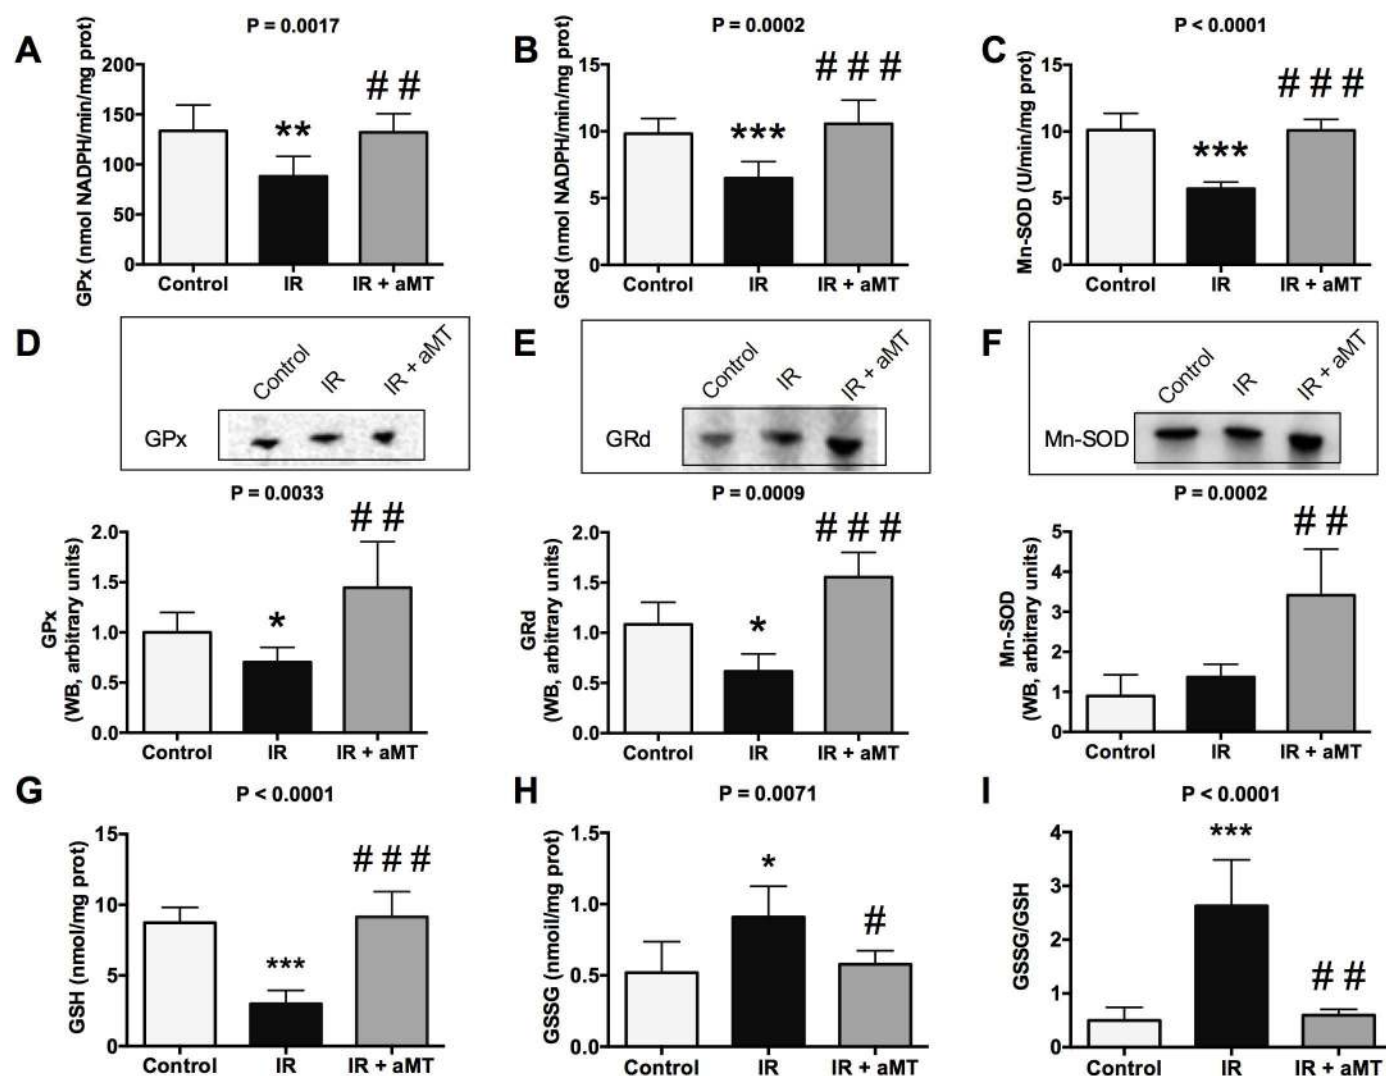 A
P = 0.0017
GPx (nmol NADPH/min/mg prot)
200
150
100
50
0
**
# #
Control IR IR + aMT
B
P = 0.0002
GRd (nmol NADPH/min/mg prot)
15
10
5
0
***
# # #
Control IR IR + aMT
C
P < 0.0001
Mn-SOD (U/min/mg prot)
15
10
5
0
***
# # #
Control IR IR + aMT
D
Control IR IR + aMT
GPx
P = 0.0033
GPx
(WB, arbitrary units)
2.0
1.5
1.0
0.5
0.0
*
# #
Control IR IR + aMT
E
Control IR IR + aMT
GRd
P = 0.0009
GRd
(WB, arbitrary units)
2.0
1.5
1.0
0.5
0.0
*
# # #
Control IR IR + aMT
F
Control IR IR + aMT
Mn-SOD
P = 0.0002
Mn-SOD
(WB, arbitrary units)
5
4
3
2
1
0
# #
Control IR IR + aMT
G
P < 0.0001
GSH (nmol/mg prot)
15
10
5
0
***
# # #
Control IR IR + aMT
H
P = 0.0071
GSSG (nmoil/mg prot)
1.5
1.0
0.5
0.0
*
#
Control IR IR + aMT
I
P < 0.0001
GSSG/GSH
4
3
2
1
0
***
# #
Control IR IR + aMT